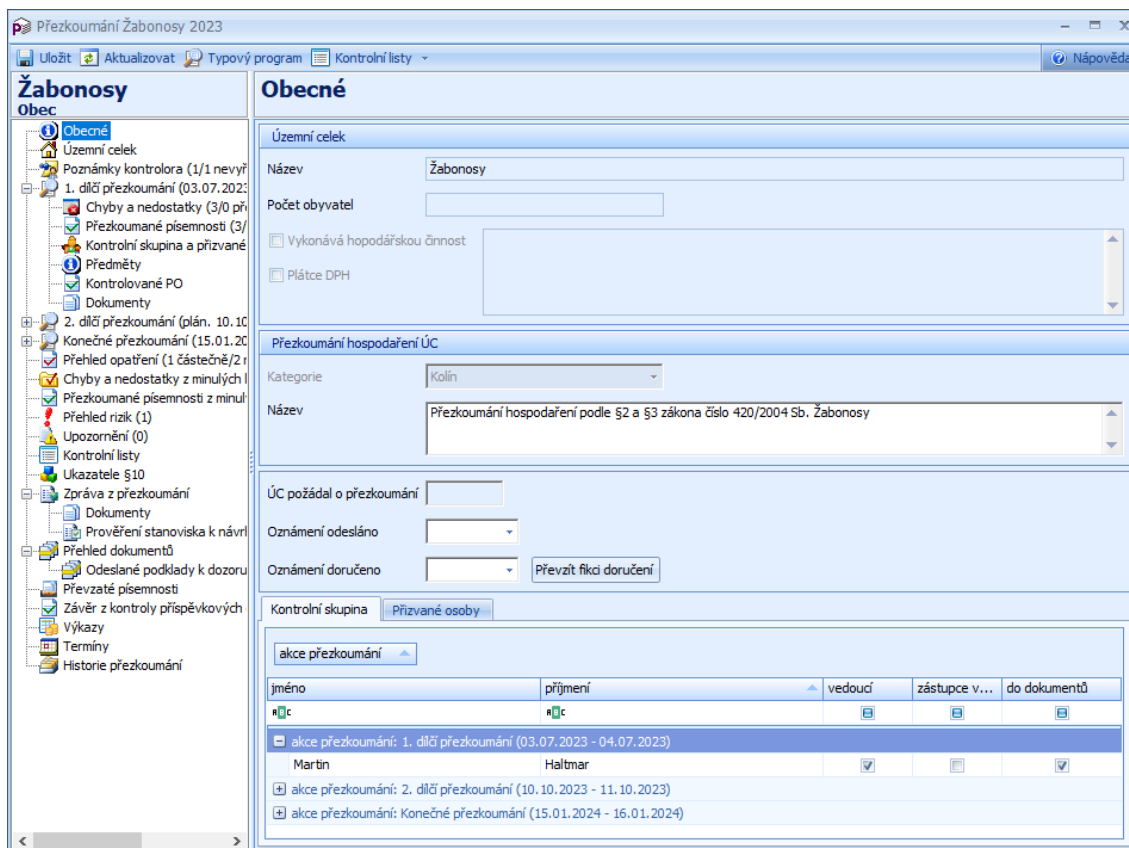 Přezkoumání Žabonosy 2023
Uložit Aktualizovat Typový program Kontrolní listy Nápověda
Žabonosy
Obec
Obecné
Územní celek
Poznámky kontrolora (1/1 nevyř
1. dílčí přezkoumání (03.07.2023
Chyby a nedostatky (3/0 pře
Přezkoumané písemnosti (3/
Kontrolní skupina a přizvané
Předměty
Kontrolované PO
Dokumenty
2. dílčí přezkoumání (plán. 10.10
Konečné přezkoumání (15.01.20
Přehled opatření (1 částečně/2 r
Chyby a nedostatky z minulých l
Přezkoumané písemnosti z minul
Přehled rizik (1)
Upozornění (0)
Kontrolní listy
Ukazatele §10
Zpráva z přezkoumání
Dokumenty
Prověření stanoviska k návrl
Přehled dokumentů
Odeslané podklady k dozoru
Převzaté písemnosti
Závěr z kontroly příspěvkových
Výkazy
Termíny
Historie přezkoumání
Obecné
Územní celek
Název Žabonosy
Počet obyvatel
Vykonává hopodářskou činnost
Plátce DPH
Přezkoumání hospodaření ÚC
Kategorie Kolín
Název Přezkoumání hospodaření podle §2 a §3 zákona číslo 420/2004 Sb. Žabonosy
ÚC požádal o přezkoumání
Oznámení odesláno
Oznámení doručeno Převzít fikci doručení
Kontrolní skupina Přizvané osoby
akce přezkoumání
jméno příjmení vedoucí zástupce v... do dokumentů
ABC ABC
akce přezkoumání: 1. dílčí přezkoumání (03.07.2023 - 04.07.2023)
Martin Haltmar
akce přezkoumání: 2. dílčí přezkoumání (10.10.2023 - 11.10.2023)
akce přezkoumání: Konečné přezkoumání (15.01.2024 - 16.01.2024)